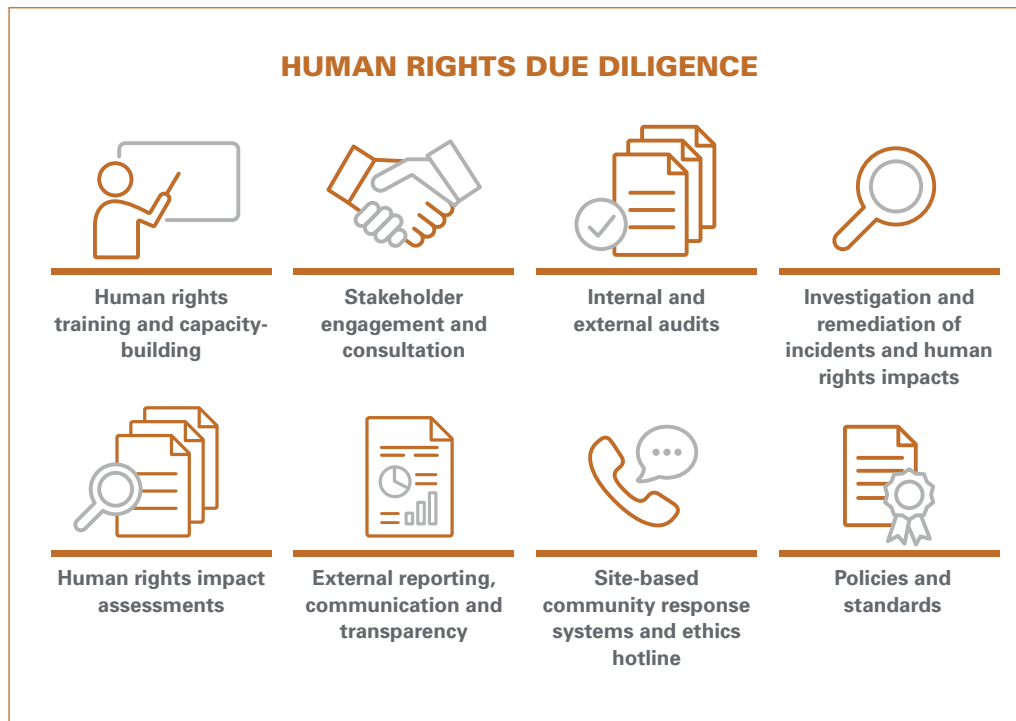 HUMAN RIGHTS DUE DILIGENCE
Human rights
training and capacity-
building
Stakeholder
engagement and
consultation
Internal and
external audits
Investigation and
remediation of
incidents and human
rights impacts
Human rights impact
assessments
External reporting,
communication and
transparency
Site-based
community response
systems and ethics
hotline
Policies and
standards